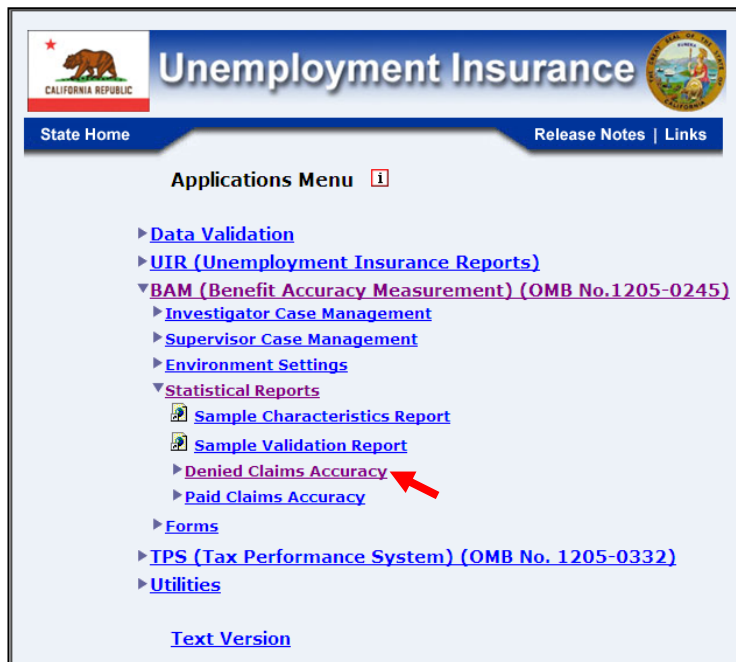 CALIFORNIA REPUBLIC
Unemployment Insurance
State Home
Release Notes | Links
Applications Menu i
Data Validation
UIR (Unemployment Insurance Reports)
BAM (Benefit Accuracy Measurement) (OMB No.1205-0245)
Investigator Case Management
Supervisor Case Management
Environment Settings
Statistical Reports
Sample Characteristics Report
Sample Validation Report
Denied Claims Accuracy
Paid Claims Accuracy
Forms
TPS (Tax Performance System) (OMB No. 1205-0332)
Utilities
Text Version